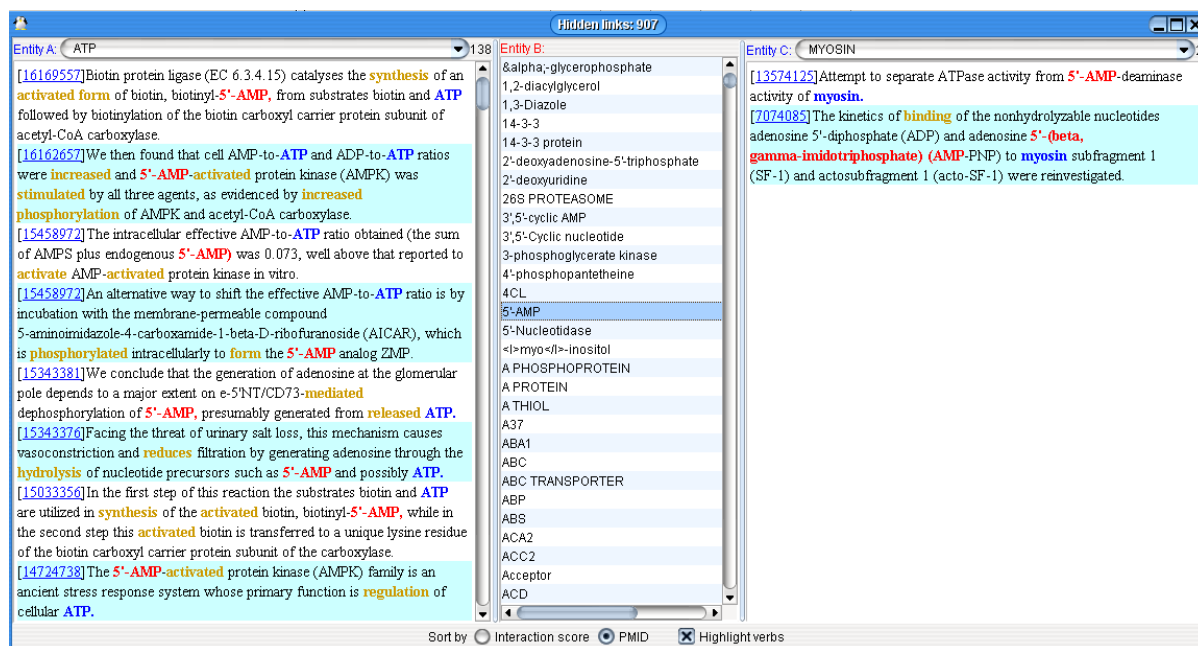 Hidden links: 907
Entity A: ATP 138
[16169557]Biotin protein ligase (EC 6.3.4.15) catalyses the synthesis of an
activated form of biotin, biotinyl-5'-AMP, from substrates biotin and ATP
followed by biotinylation of the biotin carboxyl carrier protein subunit of
acetyl-CoA carboxylase.
[16162657]We then found that cell AMP-to-ATP and ADP-to-ATP ratios
were increased and 5'-AMP-activated protein kinase (AMPK) was
stimulated by all three agents, as evidenced by increased
phosphorylation of AMPK and acetyl-CoA carboxylase.
[15458972]The intracellular effective AMP-to-ATP ratio obtained (the sum
of AMPS plus endogenous 5'-AMP) was 0.073, well above that reported to
activate AMP-activated protein kinase in vitro.
[15458972]An alternative way to shift the effective AMP-to-ATP ratio is by
incubation with the membrane-permeable compound
5-aminoimidazole-4-carboxamide-1-beta-D-ribofuranoside (AICAR), which
is phosphorylated intracellularly to form the 5'-AMP analog ZMP.
[15343381]We conclude that the generation of adenosine at the glomerular
pole depends to a major extent on e-5'NT/CD73-mediated
dephosphorylation of 5'-AMP, presumably generated from released ATP.
[15343376]Facing the threat of urinary salt loss, this mechanism causes
vasoconstriction and reduces filtration by generating adenosine through the
hydrolysis of nucleotide precursors such as 5'-AMP and possibly ATP.
[15033356]In the first step of this reaction the substrates biotin and ATP
are utilized in synthesis of the activated biotin, biotinyl-5'-AMP, while in
the second step this activated biotin is transferred to a unique lysine residue
of the biotin carboxyl carrier protein subunit of the carboxylase.
[14724738]The 5'-AMP-activated protein kinase (AMPK) family is an
ancient stress response system whose primary function is regulation of
cellular ATP.
Entity B:
&alpha;-glycerophosphate
1,2-diacylglycerol
1,3-Diazole
14-3-3
14-3-3 protein
2'-deoxyadenosine-5'-triphosphate
2'-deoxyuridine
26S PROTEASOME
3',5'-cyclic AMP
3',5'-Cyclic nucleotide
3-phosphoglycerate kinase
4'-phosphopantetheine
4CL
5'-AMP
5'-Nucleotidase
<I>myo</I>-inositol
A PHOSPHOPROTEIN
A PROTEIN
A THIOL
A37
ABA1
ABC
ABC TRANSPORTER
ABP
ABS
ACA2
ACC2
Acceptor
ACD
Entity C: MYOSIN
[13574125]Attempt to separate ATPase activity from 5'-AMP-deaminase
activity of myosin.
[7074085]The kinetics of binding of the nonhydrolyzable nucleotides
adenosine 5'-diphosphate (ADP) and adenosine 5'-(beta,
gamma-imidotriphosphate) (AMP-PNP) to myosin subfragment 1
(SF-1) and actosubfragment 1 (acto-SF-1) were reinvestigated.
Sort by Interaction score PMID Highlight verbs